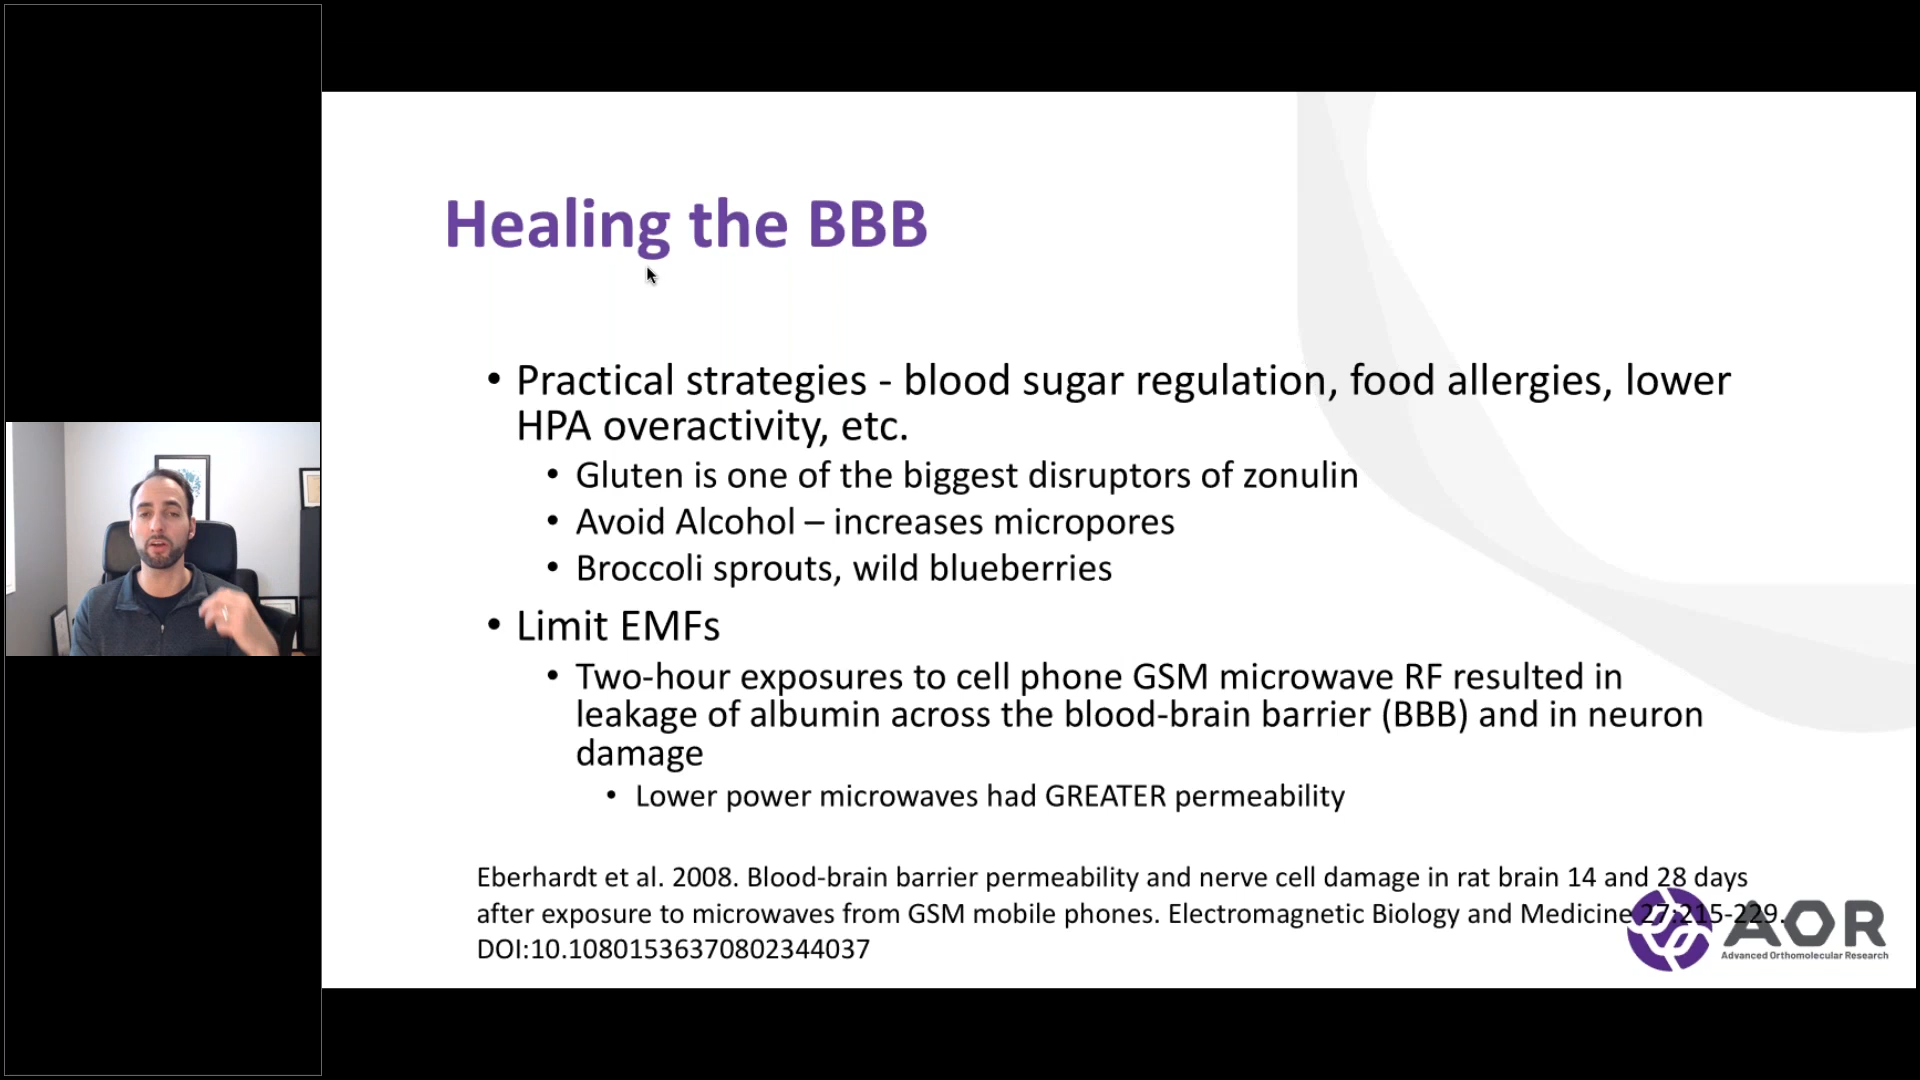 Healing the BBB
• Practical strategies - blood sugar regulation, food allergies, lower
HPA overactivity, etc.
• Gluten is one of the biggest disruptors of zonulin
• Avoid Alcohol – increases micropores
• Broccoli sprouts, wild blueberries
• Limit EMFs
• Two-hour exposures to cell phone GSM microwave RF resulted in
leakage of albumin across the blood-brain barrier (BBB) and in neuron
damage
• Lower power microwaves had GREATER permeability
Eberhardt et al. 2008. Blood-brain barrier permeability and nerve cell damage in rat brain 14 and 28 days
after exposure to microwaves from GSM mobile phones. Electromagnetic Biology and Medicine 27:215-229.
DOI:10.10801536370802344037
AOR
Advanced Orthomolecular Research